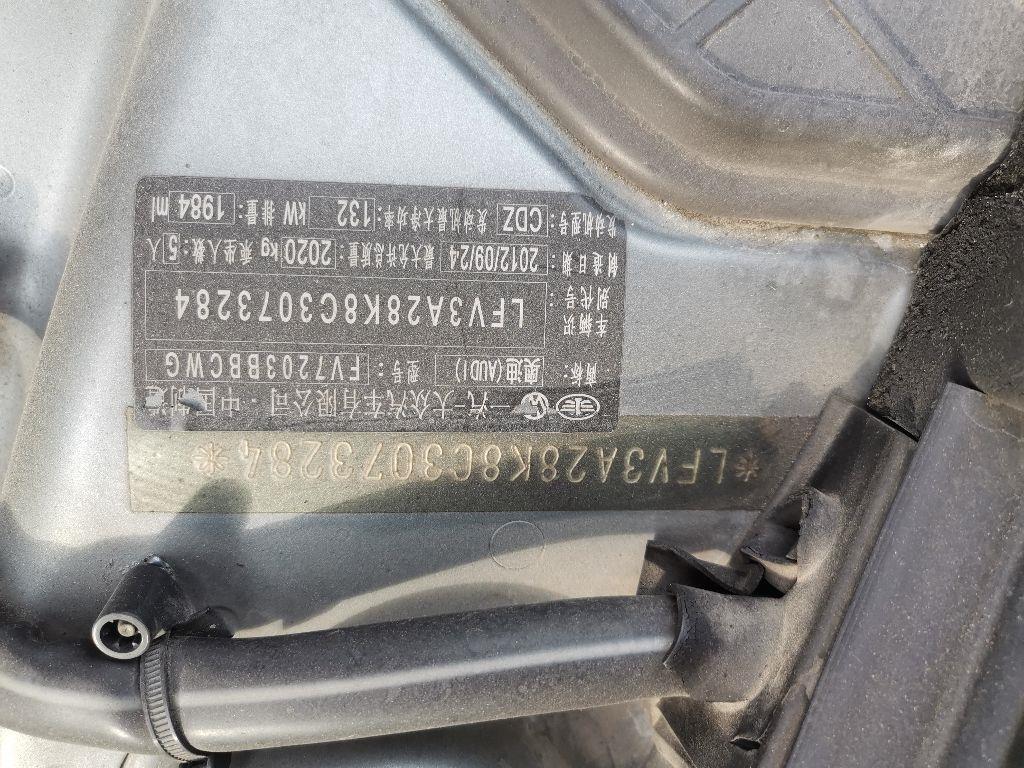 一汽-大众汽车有限公司·中国制造
商标： 奥迪(AUDI) 型号： FV7203BBCWG
车辆识别代号： LFV3A28K8C3073284
制造日期： 2012/09/24 最大允许总质量： 2020 kg 乘坐人数： 5 人
发动机型号： CDZ 发动机最大净功率： 132 kW 排量： 1984 ml
*LFV3A28K8C3073284*